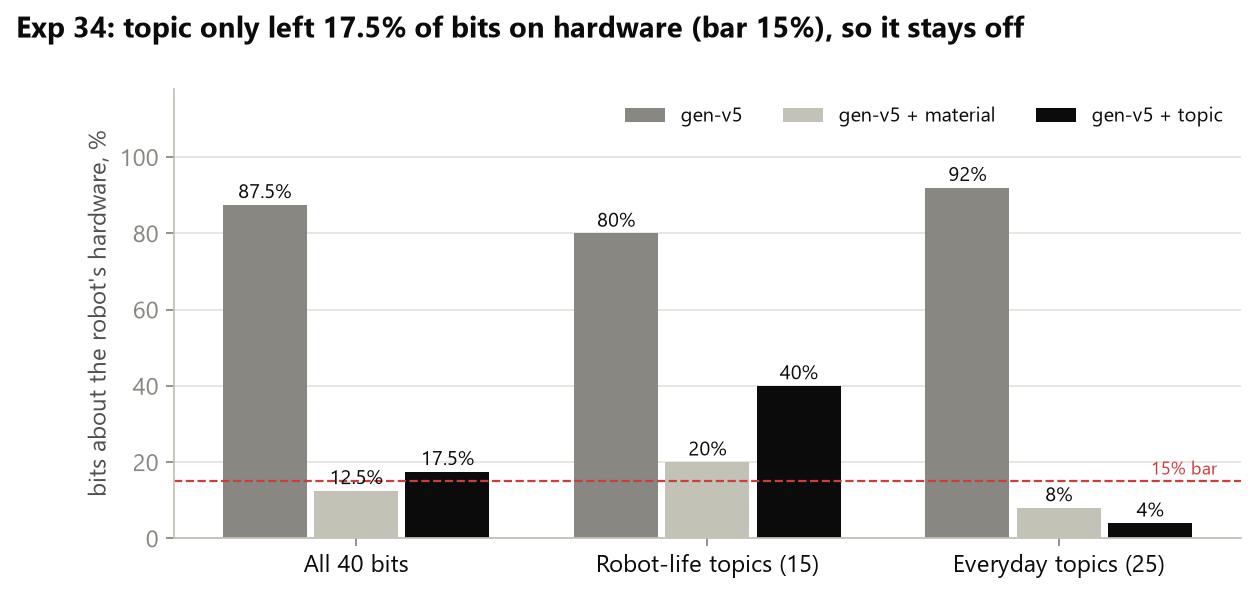 Exp 34: topic only left 17.5% of bits on hardware (bar 15%), so it stays off
gen-v5
gen-v5 + material
gen-v5 + topic
bits about the robot's hardware, %
100
80
60
40
20
0
87.5%
12.5%
17.5%
80%
20%
40%
92%
8%
4%
15% bar
All 40 bits
Robot-life topics (15)
Everyday topics (25)